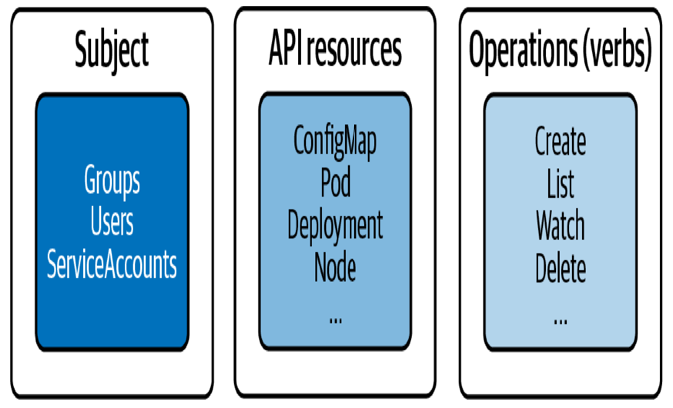 Subject
Groups
Users
ServiceAccounts
API resources
ConfigMap
Pod
Deployment
Node
...
Operations (verbs)
Create
List
Watch
Delete
...